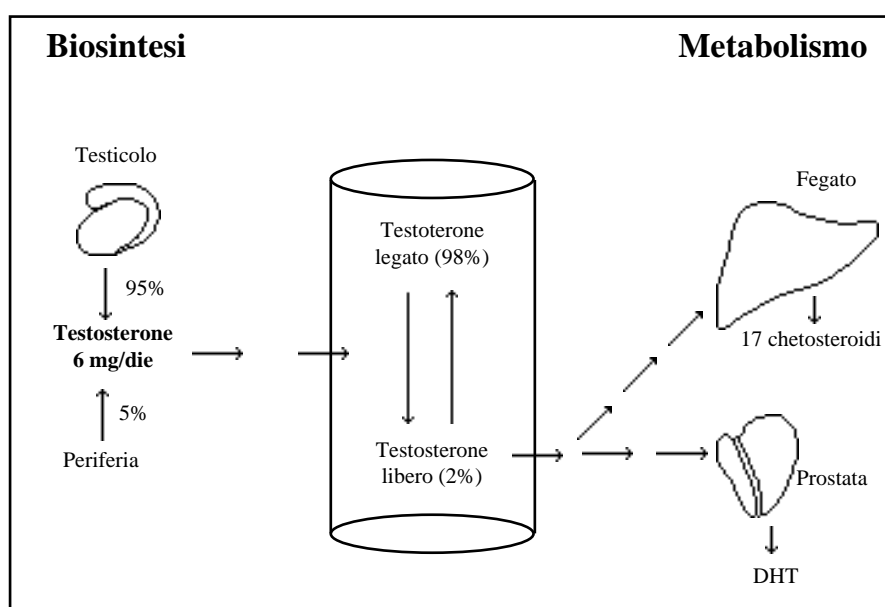 Biosintesi
Metabolismo
Testicolo
95%
Testosterone
6 mg/die
5%
Periferia
Testoterone
legato (98%)
Testosterone
libero (2%)
Fegato
17 chetosteroidi
Prostata
DHT